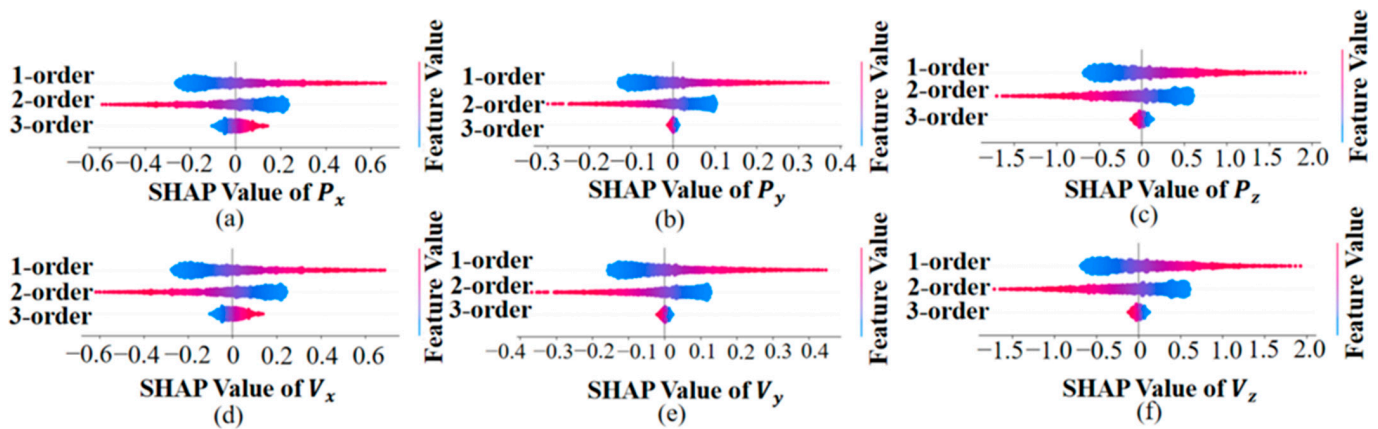 1-order
2-order
3-order
−0.6 −0.4 −0.2 0 0.2 0.4 0.6
SHAP Value of Pₓ
(a)
Feature Value
1-order
2-order
3-order
−0.3 −0.2 −0.1 0 0.1 0.2 0.3 0.4
SHAP Value of P_y
(b)
Feature Value
1-order
2-order
3-order
−1.5 −1.0 −0.5 0 0.5 1.0 1.5 2.0
SHAP Value of P_z
(c)
Feature Value
1-order
2-order
3-order
−0.6 −0.4 −0.2 0 0.2 0.4 0.6
SHAP Value of Vₓ
(d)
Feature Value
1-order
2-order
3-order
−0.4 −0.3 −0.2 −0.1 0 0.1 0.2 0.3 0.4
SHAP Value of V_y
(e)
Feature Value
1-order
2-order
3-order
−1.5 −1.0 −0.5 0 0.5 1.0 1.5 2.0
SHAP Value of V_z
(f)
Feature Value